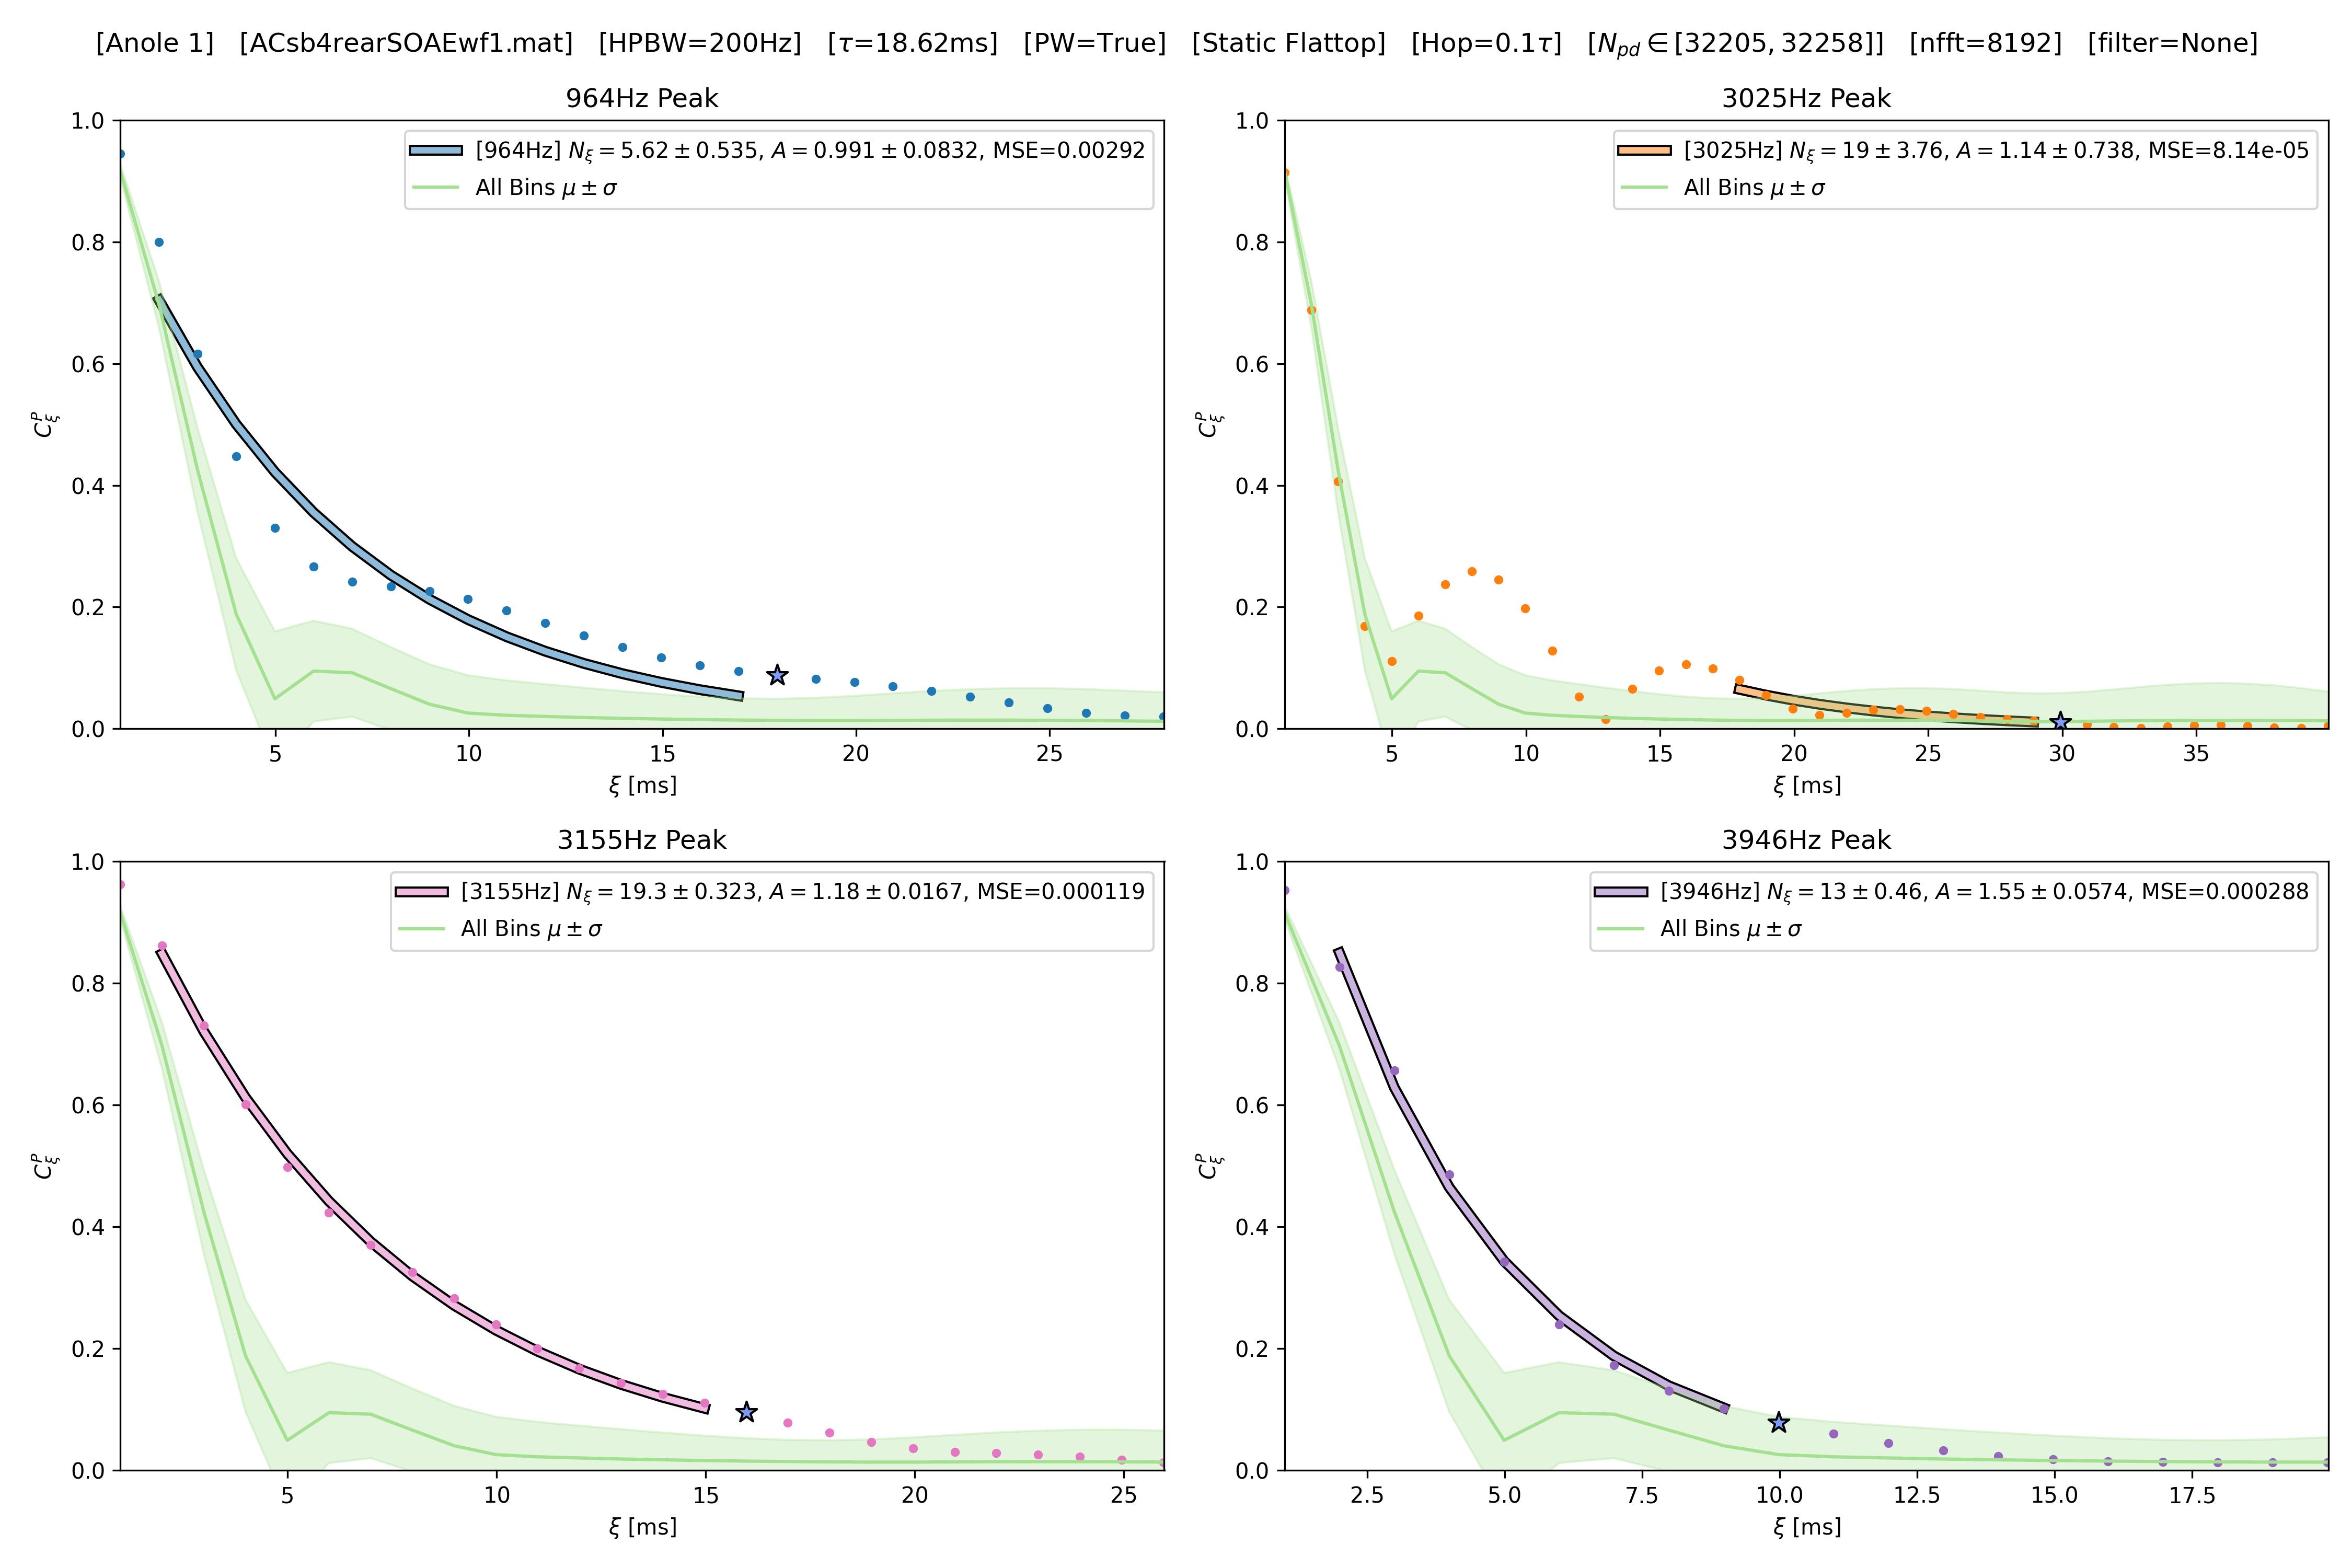 [Anole 1] [ACsb4rearSOAEwf1.mat] [HPBW=200Hz] [τ=18.62ms] [PW=True] [Static Flattop] [Hop=0.1τ] [N_pd ∈ [32205, 32258]] [nfft=8192] [filter=None]
964Hz Peak
[964Hz] N_ξ = 5.62 ± 0.535, A = 0.991 ± 0.0832, MSE=0.00292
All Bins μ ± σ
1.0
0.8
0.6
0.4
0.2
0.0
C_ξ^P
5 10 15 20 25
ξ [ms]
3025Hz Peak
[3025Hz] N_ξ = 19 ± 3.76, A = 1.14 ± 0.738, MSE=8.14e-05
All Bins μ ± σ
1.0
0.8
0.6
0.4
0.2
0.0
C_ξ^P
5 10 15 20 25 30 35
ξ [ms]
3155Hz Peak
[3155Hz] N_ξ = 19.3 ± 0.323, A = 1.18 ± 0.0167, MSE=0.000119
All Bins μ ± σ
1.0
0.8
0.6
0.4
0.2
0.0
C_ξ^P
5 10 15 20 25
ξ [ms]
3946Hz Peak
[3946Hz] N_ξ = 13 ± 0.46, A = 1.55 ± 0.0574, MSE=0.000288
All Bins μ ± σ
1.0
0.8
0.6
0.4
0.2
0.0
C_ξ^P
2.5 5.0 7.5 10.0 12.5 15.0 17.5
ξ [ms]